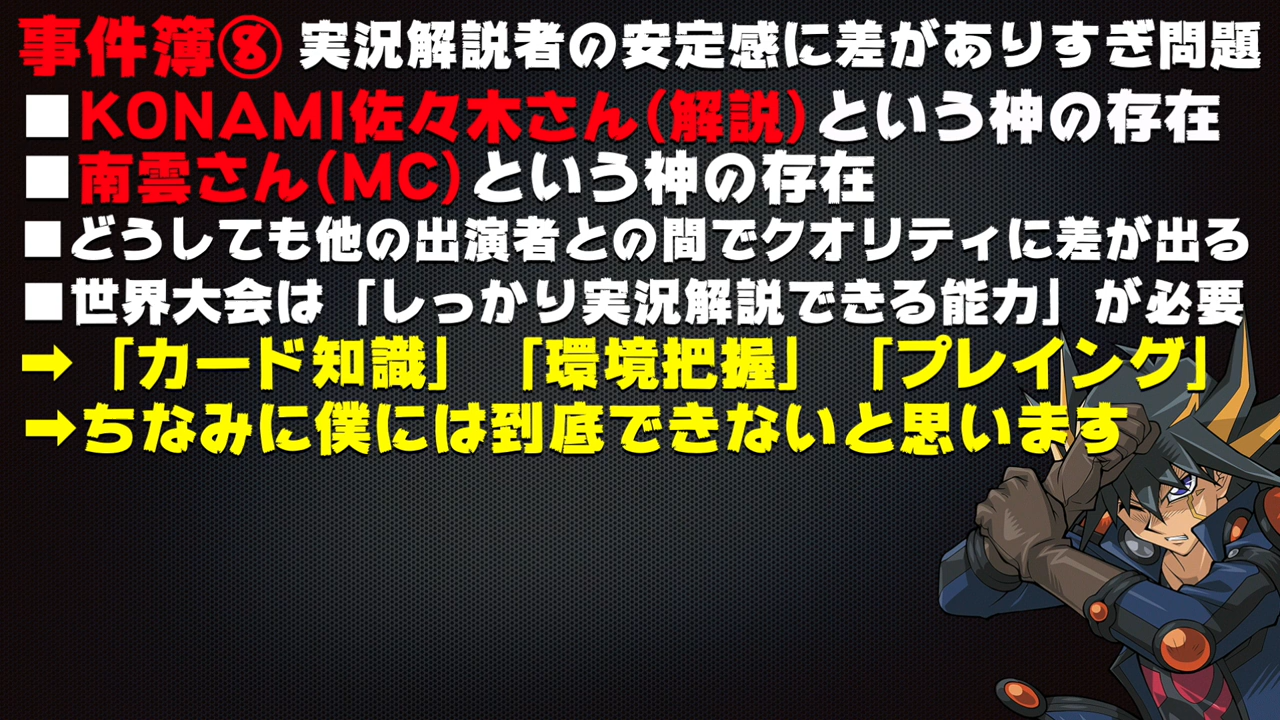 事件簿⑧ 実況解説者の安定感に差がありすぎ問題
■KONAMI佐々木さん(解説)という神の存在
■南雲さん(MC)という神の存在
■どうしても他の出演者との間でクオリティに差が出る
■世界大会は「しっかり実況解説できる能力」が必要
➡「カード知識」「環境把握」「プレイング」
➡ちなみに僕には到底できないと思います